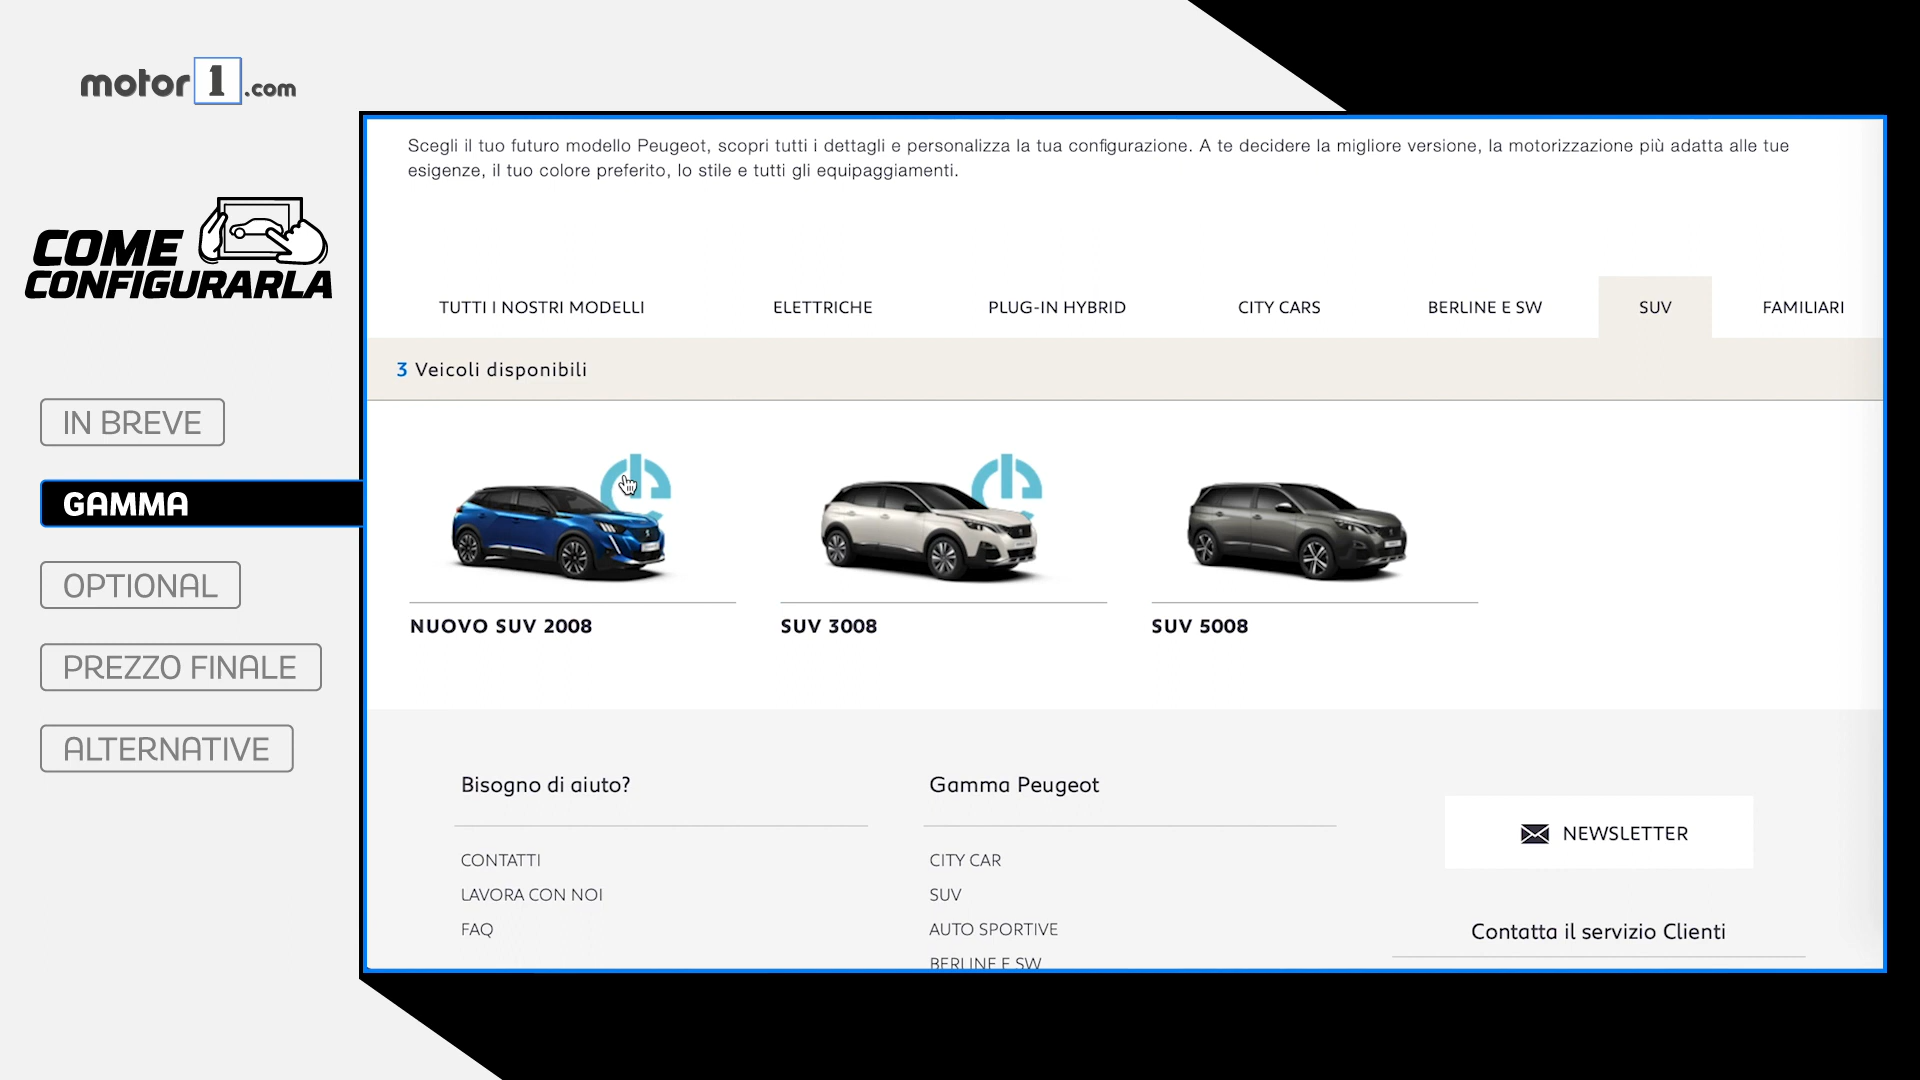 motor1.com
COME
CONFIGURARLA
IN BREVE
GAMMA
OPTIONAL
PREZZO FINALE
ALTERNATIVE
Scegli il tuo futuro modello Peugeot, scopri tutti i dettagli e personalizza la tua configurazione. A te decidere la migliore versione, la motorizzazione più adatta alle tue
esigenze, il tuo colore preferito, lo stile e tutti gli equipaggiamenti.
TUTTI I NOSTRI MODELLI ELETTRICHE PLUG-IN HYBRID CITY CARS BERLINE E SW SUV FAMILIARI
3 Veicoli disponibili
NUOVO SUV 2008 SUV 3008 SUV 5008
Bisogno di aiuto?
CONTATTI
LAVORA CON NOI
FAQ
Gamma Peugeot
CITY CAR
SUV
AUTO SPORTIVE
BERLINE E SW
NEWSLETTER
Contatta il servizio Clienti